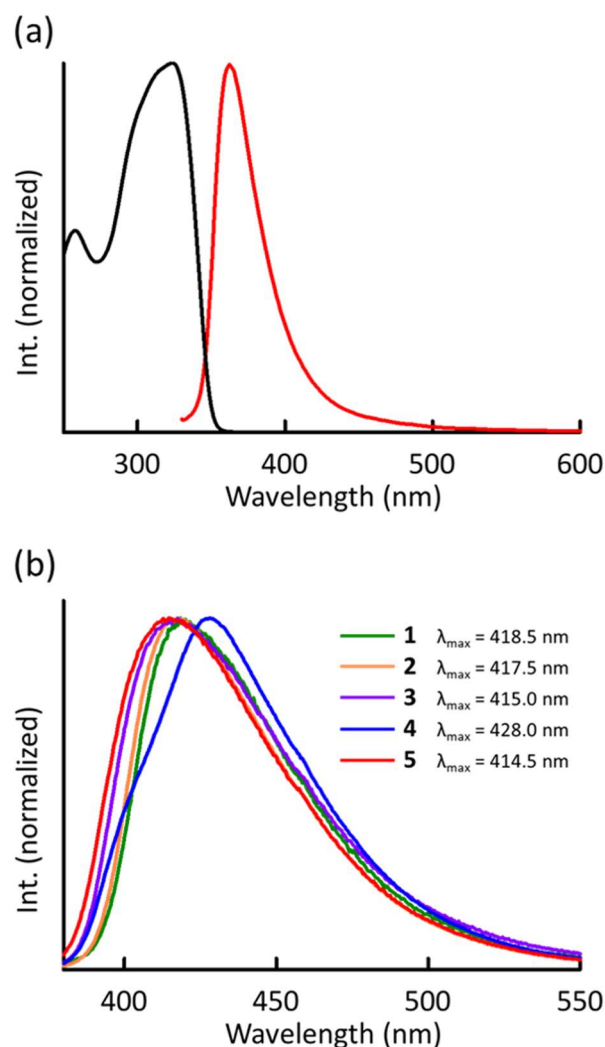 (a)
Int. (normalized)
300 400 500 600
Wavelength (nm)
(b)
1 λmax = 418.5 nm
2 λmax = 417.5 nm
3 λmax = 415.0 nm
4 λmax = 428.0 nm
5 λmax = 414.5 nm
Int. (normalized)
400 450 500 550
Wavelength (nm)